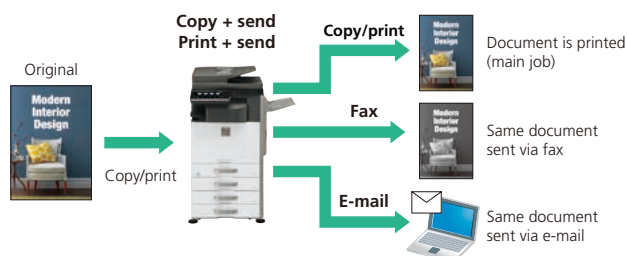 Original
Modern
Interior
Design
Copy/print
Copy + send
Print + send
Copy/print
Modern
Interior
Design
Document is printed
(main job)
Fax
Modern
Interior
Design
Same document
sent via fax
E-mail
Same document
sent via e-mail